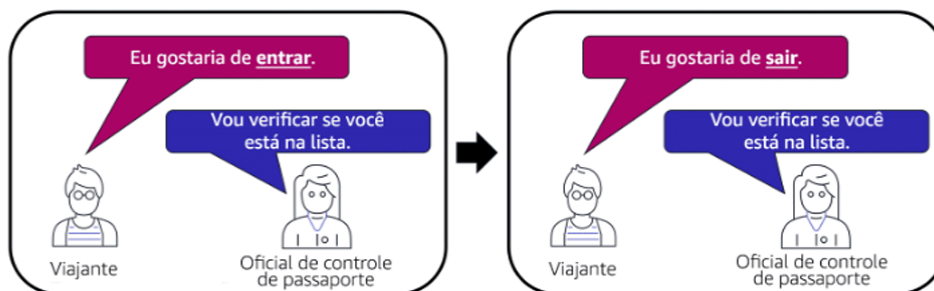 Eu gostaria de entrar.
Vou verificar se você
está na lista.
Viajante
Oficial de controle
de passaporte
Eu gostaria de sair.
Vou verificar se você
está na lista.
Viajante
Oficial de controle
de passaporte